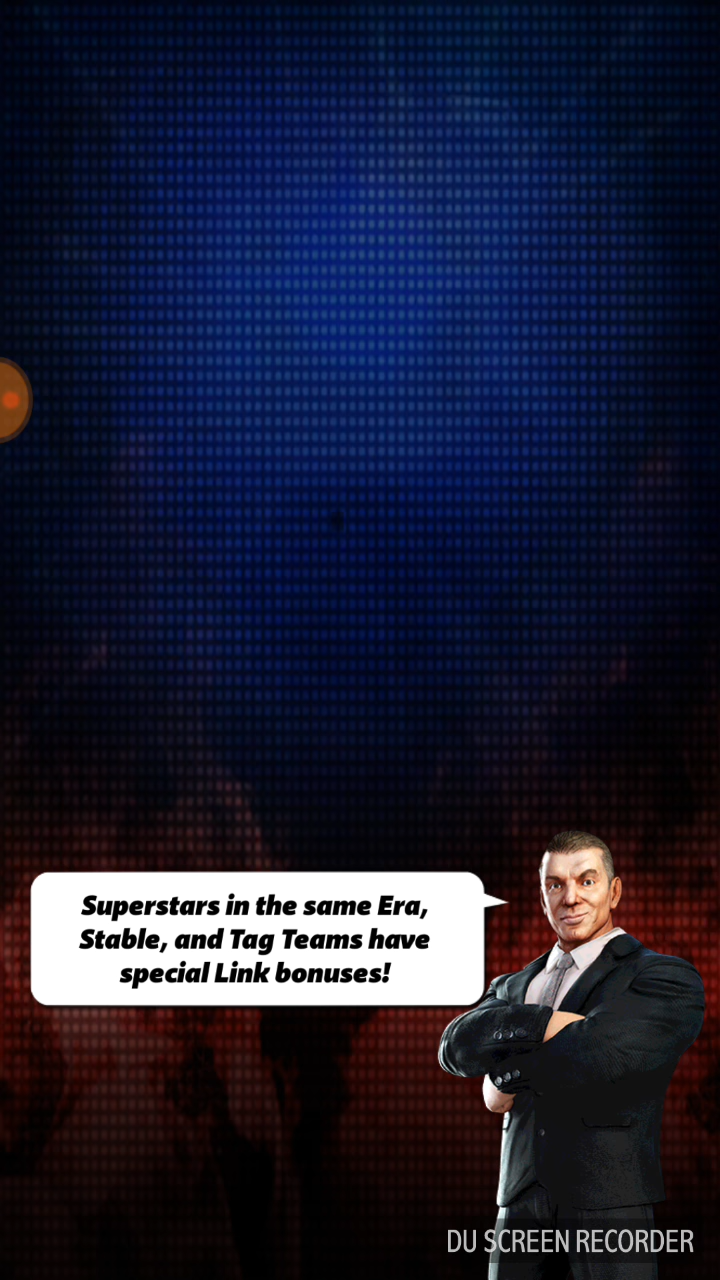 Superstars in the same Era,
Stable, and Tag Teams have
special Link bonuses!
DU SCREEN RECORDER